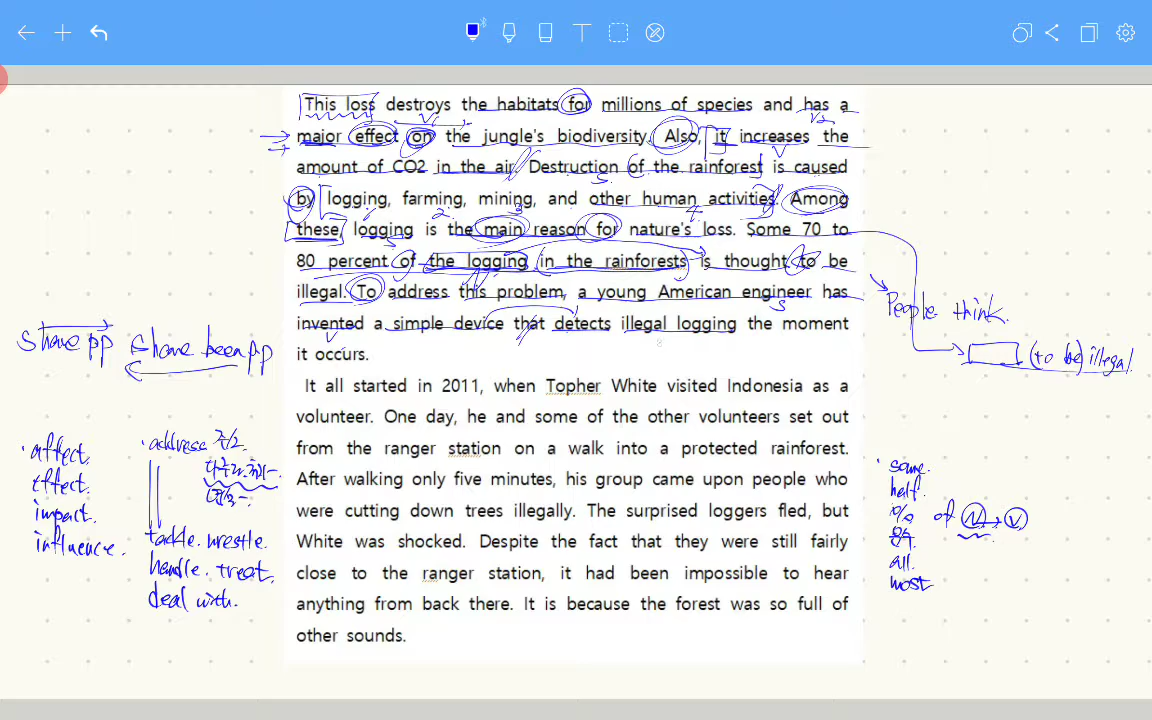 This loss destroys the habitats for millions of species and has a
major effect on the jungle's biodiversity. Also, it increases the
amount of CO2 in the air. Destruction of the rainforest is caused
by logging, farming, mining, and other human activities. Among
these logging is the main reason for nature's loss. Some 70 to
80 percent of the logging in the rainforests is thought to be
illegal. To address this problem, a young American engineer has
invented a simple device that detects illegal logging the moment
it occurs.
It all started in 2011, when Topher White visited Indonesia as a
volunteer. One day, he and some of the other volunteers set out
from the ranger station on a walk into a protected rainforest.
After walking only five minutes, his group came upon people who
were cutting down trees illegally. The surprised loggers fled, but
White was shocked. Despite the fact that they were still fairly
close to the ranger station, it had been impossible to hear
anything from back there. It is because the forest was so full of
other sounds.
People think
(to be) illegal
S have pp
S have been pp
affect
effect
impact
influence
address
tackle. wrestle.
handle. treat.
deal with.
some
half
%
all
most
of N V